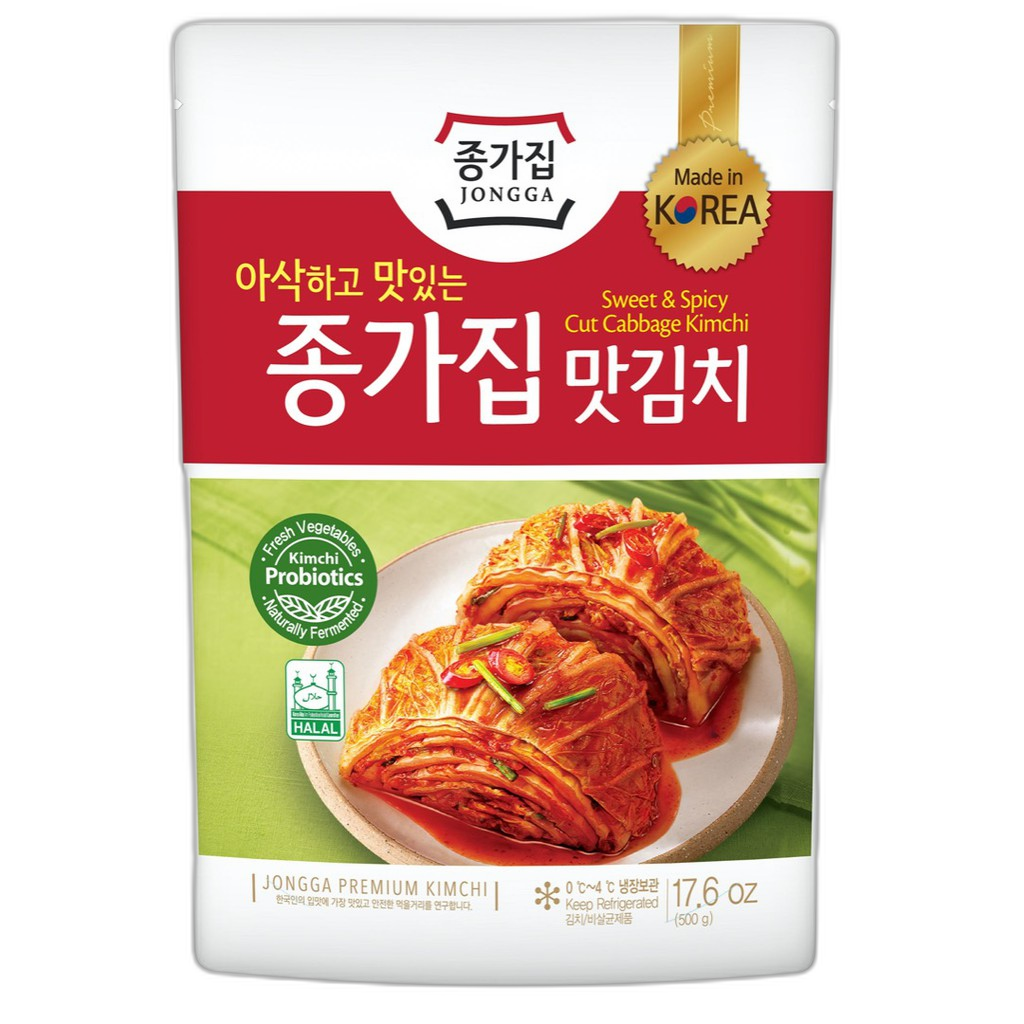 Premium
종가집
JONGGA
Made in
KOREA
아삭하고 맛있는
Sweet & Spicy
Cut Cabbage Kimchi
종가집 맛김치
Fresh Vegetables
Kimchi
Probiotics
Naturally Fermented
حلال
HALAL
JONGGA PREMIUM KIMCHI
한국인의 입맛에 가장 맛있고 안전한 먹을거리를 연구합니다.
0℃~4℃ 냉장보관
Keep Refrigerated
김치/비살균제품
17.6 oz
(500 g)